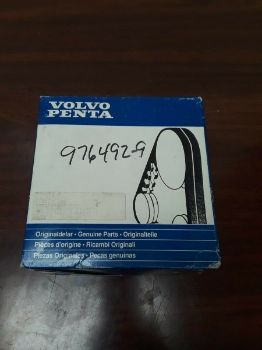 VOLVO
PENTA
976492-9
Originaldelar • Genuine Parts • Originalteile
Pièces d'origine • Ricambi Originali
Piezas Originales • Peças genuinas